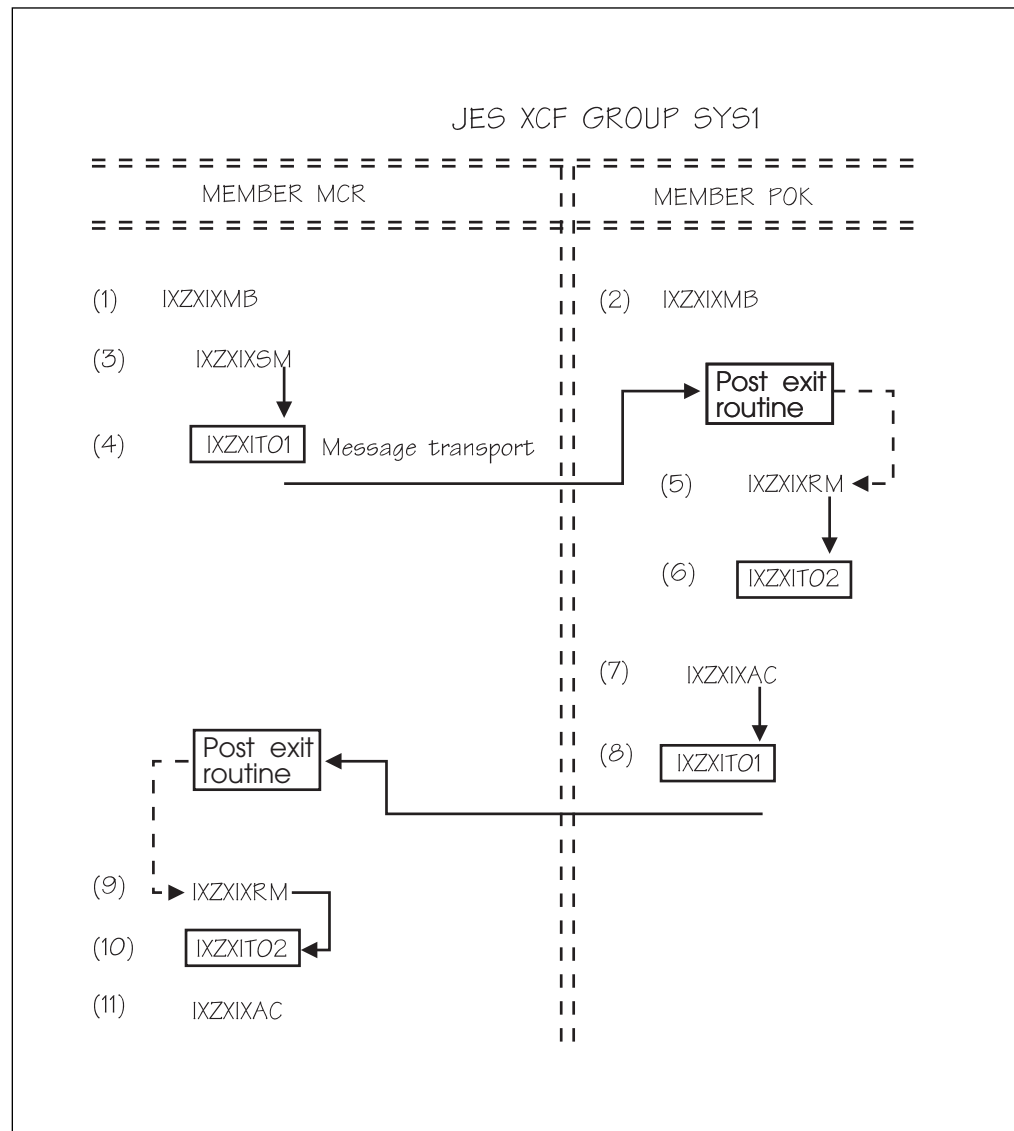 JES XCF GROUP SYS1
MEMBER MCR
MEMBER POK
(1) IXZXIXMB
(2) IXZXIXMB
(3) IXZXIXSM
Post exit
routine
(4) IXZXIT01 Message transport
(5) IXZXIXRM
(6) IXZXIT02
(7) IXZXIXAC
Post exit
routine
(8) IXZXIT01
(9) IXZXIXRM
(10) IXZXIT02
(11) IXZXIXAC